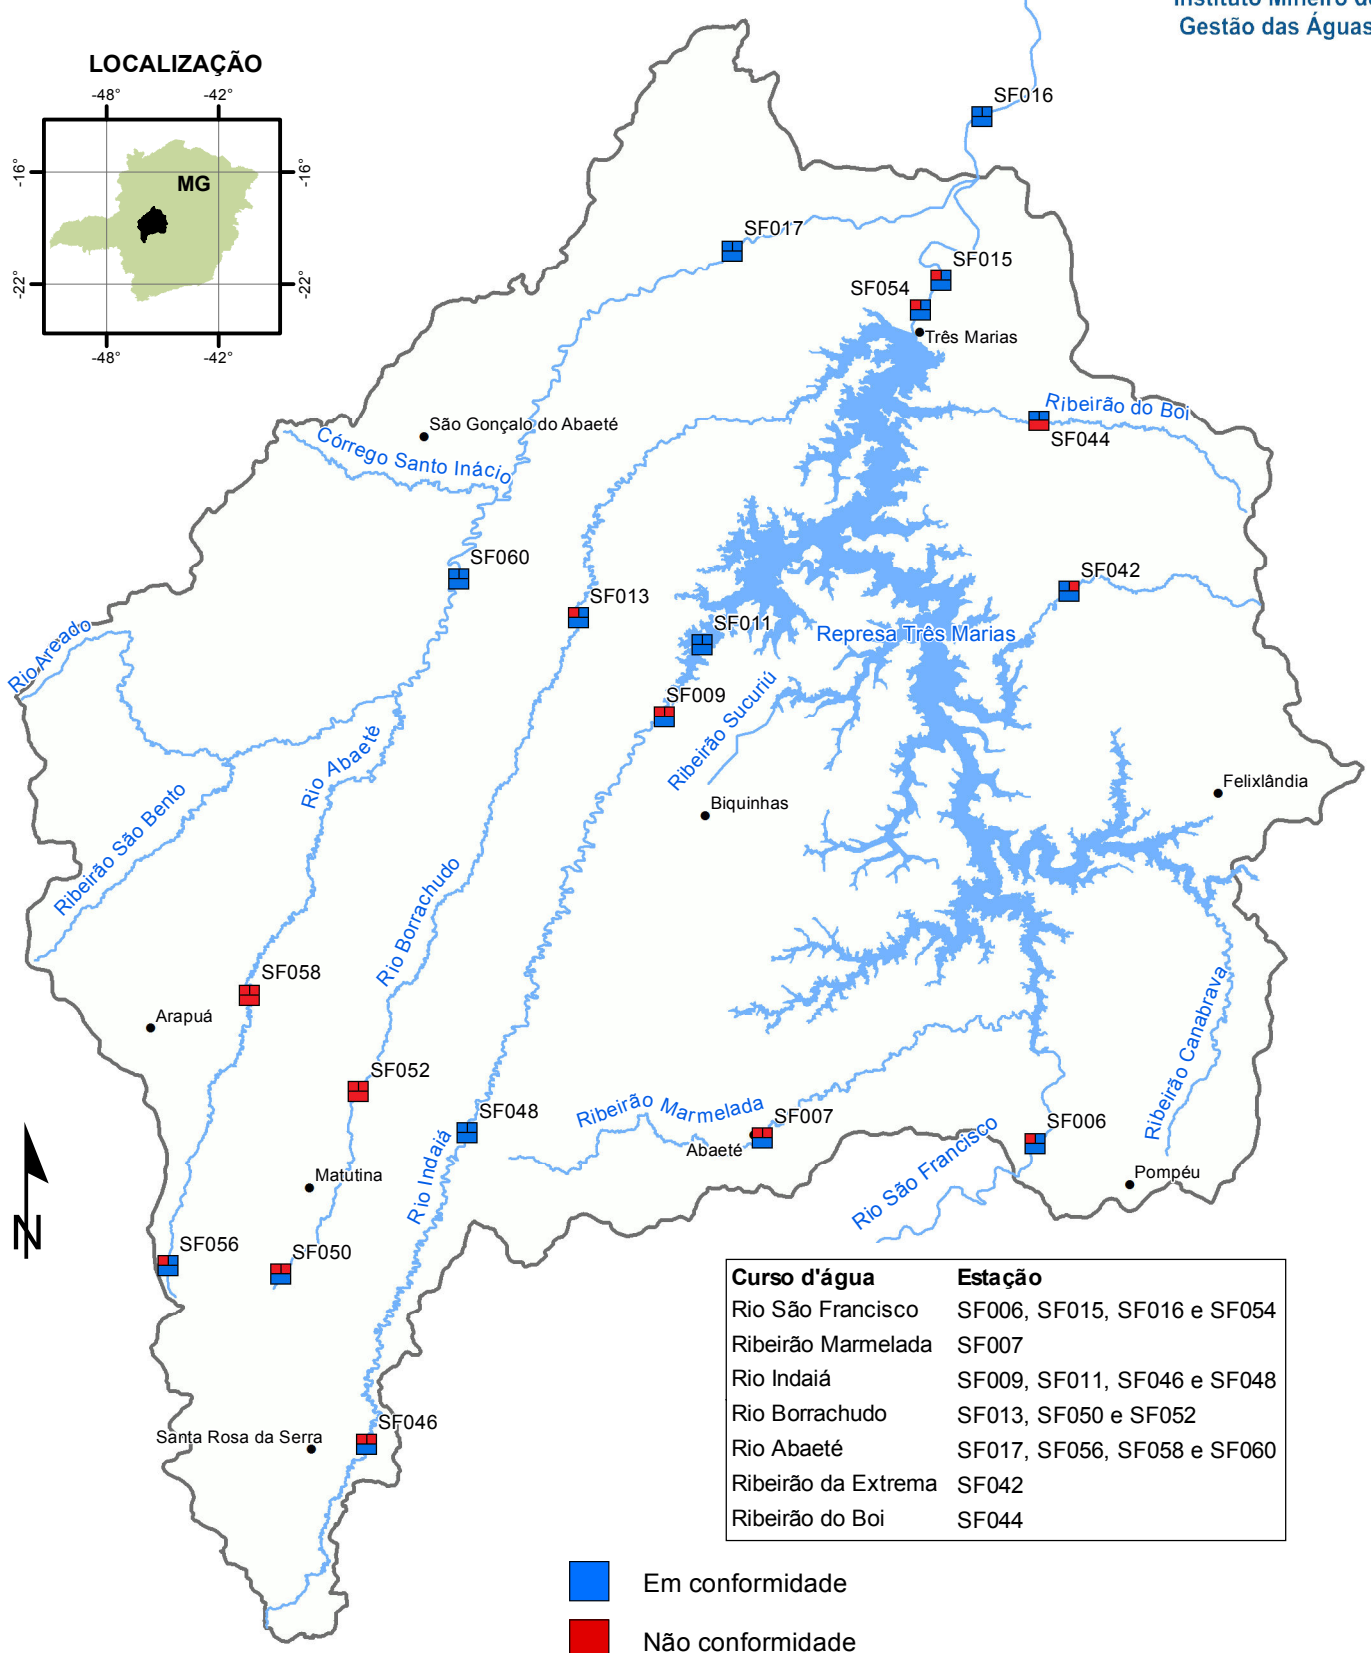 Instituto Mineiro de
Gestão das Águas
LOCALIZAÇÃO
-48°
-42°
-16°
-16°
MG
-22°
-22°
-48°
-42°
SF016
SF017
SF015
SF054
Três Marias
Ribeirão do Boi
SF044
São Gonçalo do Abaeté
Córrego Santo Inácio
SF060
SF042
SF013
SF011
Represa Três Marias
Rio Areado
SF009
Ribeirão Sucuriú
Rio Abaeté
Felixlândia
Biquinhas
Ribeirão São Bento
Rio Borrachudo
SF058
Arapuá
Ribeirão Canabrava
SF052
SF048
Ribeirão Marmelada
SF007
Abaeté
SF006
Rio São Francisco
Pompéu
Matutina
Rio Indaiá
N
SF056
SF050
Curso d'água Estação
Rio São Francisco SF006, SF015, SF016 e SF054
Ribeirão Marmelada SF007
Rio Indaiá SF009, SF011, SF046 e SF048
Rio Borrachudo SF013, SF050 e SF052
Rio Abaeté SF017, SF056, SF058 e SF060
Ribeirão da Extrema SF042
Ribeirão do Boi SF044
SF046
Santa Rosa da Serra
Em conformidade
Não conformidade